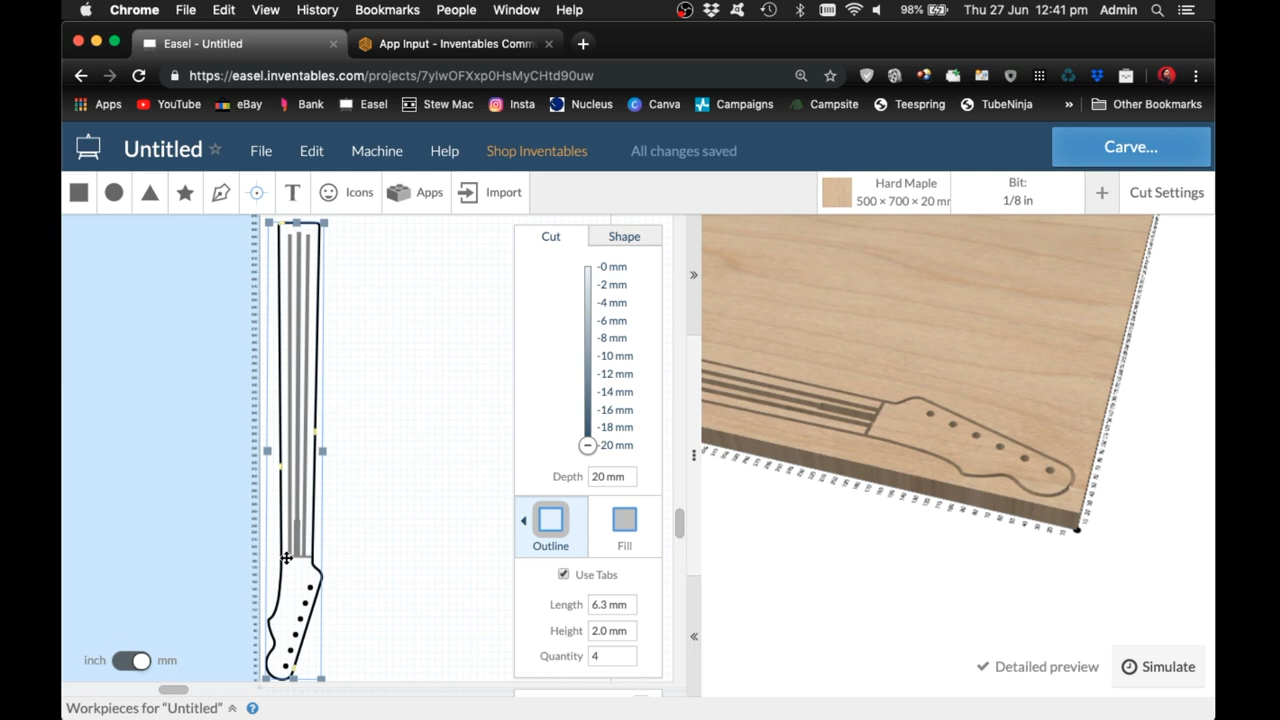 Chrome File Edit View History Bookmarks People Window Help 98% Thu 27 Jun 12:41 pm Admin
Easel - Untitled App Input - Inventables Comm
https://easel.inventables.com/projects/7yIwOFXxp0HsMyCHtd90uw
Apps YouTube eBay Bank Easel Stew Mac Insta Nucleus Canva Campaigns Campsite Teespring TubeNinja » Other Bookmarks
Untitled File Edit Machine Help Shop Inventables All changes saved Carve...
T Icons Apps Import
Hard Maple
500 × 700 × 20 mm
Bit:
1/8 in
Cut Settings
Cut Shape
-0 mm
-2 mm
-4 mm
-6 mm
-8 mm
-10 mm
-12 mm
-14 mm
-16 mm
-18 mm
-20 mm
Depth 20 mm
Outline Fill
Use Tabs
Length 6.3 mm
Height 2.0 mm
Quantity 4
inch mm
Detailed preview Simulate
Workpieces for “Untitled” ?